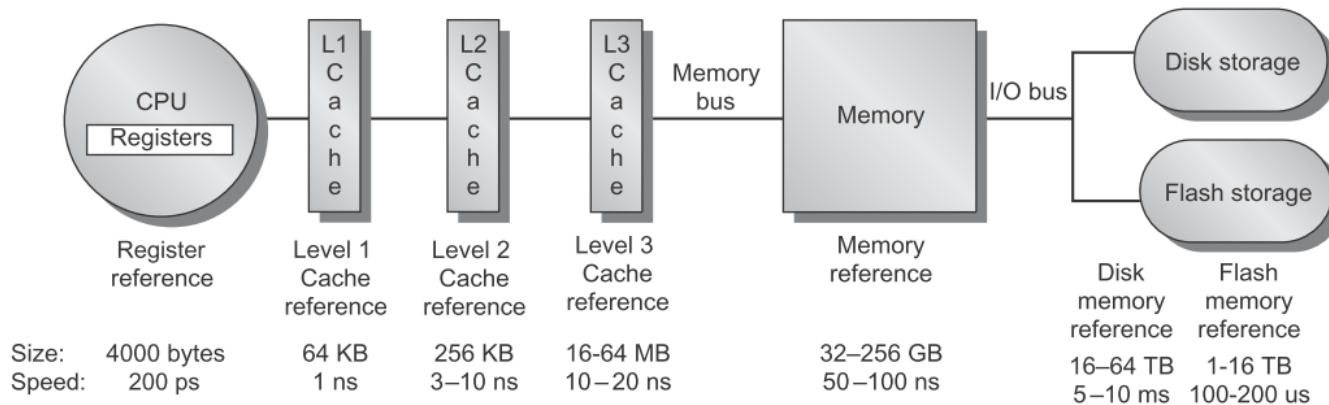 CPU
Registers
L1
C
a
c
h
e
L2
C
a
c
h
e
L3
C
a
c
h
e
Memory
bus
Memory
I/O bus
Disk storage
Flash storage
Register
reference
Level 1
Cache
reference
Level 2
Cache
reference
Level 3
Cache
reference
Memory
reference
Disk
memory
reference
Flash
memory
reference
Size: 4000 bytes 64 KB 256 KB 16-64 MB 32–256 GB 16–64 TB 1-16 TB
Speed: 200 ps 1 ns 3–10 ns 10–20 ns 50–100 ns 5–10 ms 100-200 us